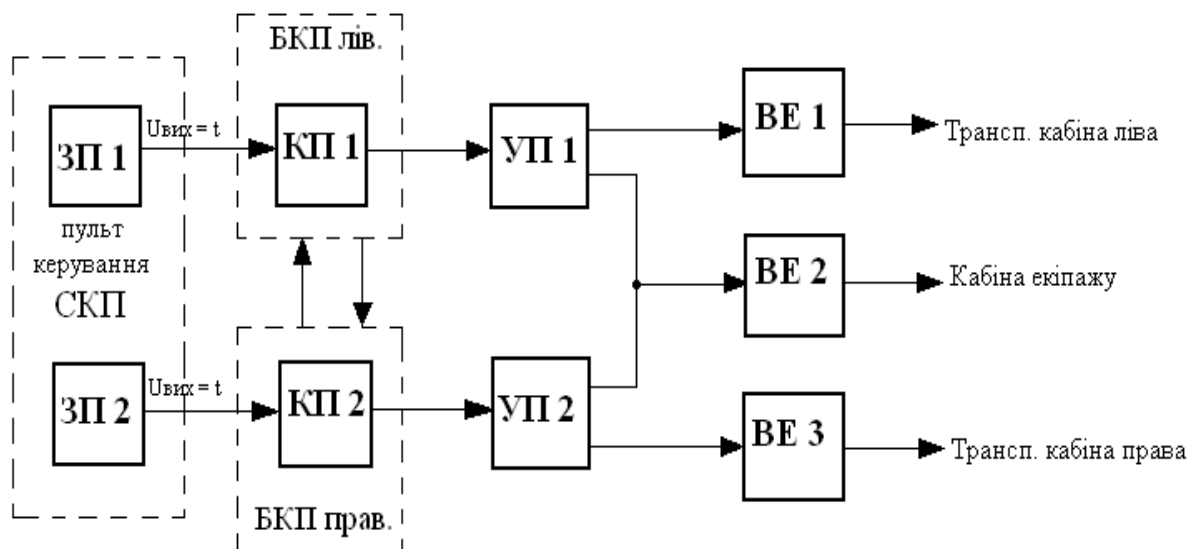 БКП лів.
ЗП 1
Uвих = t
КП 1
УП 1
ВЕ 1
Трансп. кабіна ліва
пульт
керування
СКП
ВЕ 2
Кабіна екіпажу
ЗП 2
Uвих = t
КП 2
УП 2
ВЕ 3
Трансп. кабіна права
БКП прав.